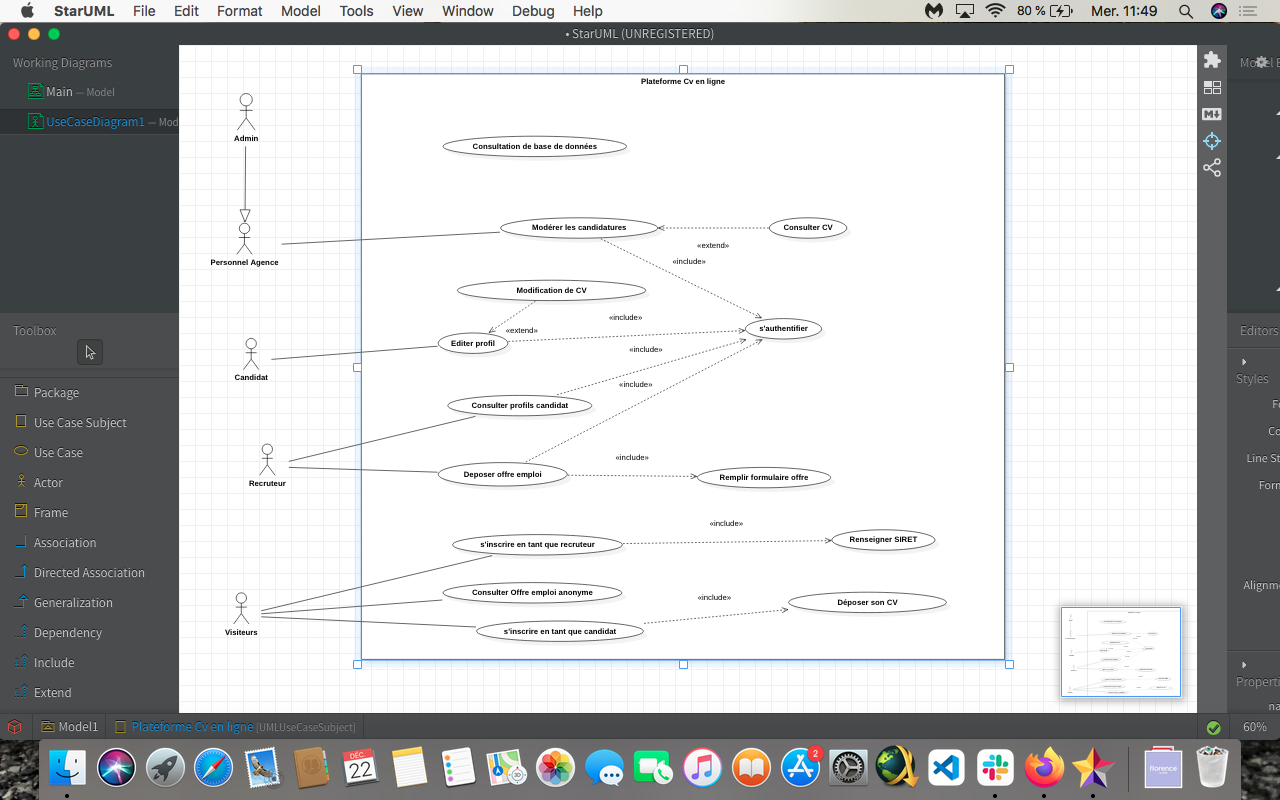 StarUML File Edit Format Model Tools View Window Debug Help 80 % Mer. 11:49
• StarUML (UNREGISTERED)
Working Diagrams
Main — Model
UseCaseDiagram1 — Mod
Toolbox
Package
Use Case Subject
Use Case
Actor
Frame
Association
Directed Association
Generalization
Dependency
Include
Extend
Plateforme Cv en ligne
Admin
Consultation de base de données
Personnel Agence
Modérer les candidatures
Consulter CV
«extend»
«include»
Modification de CV
«extend»
«include»
s'authentifier
Editer profil
Candidat
«include»
«include»
Consulter profils candidat
Recruteur
Deposer offre emploi
«include»
Remplir formulaire offre
«include»
s'inscrire en tant que recruteur
Renseigner SIRET
Consulter Offre emploi anonyme
«include»
Déposer son CV
Visiteurs
s'inscrire en tant que candidat
M↓
Model E
Editors
Styles
Fo
Co
Line St
Form
Alignme
Properti
na
Model1 Plateforme Cv en ligne [UMLUseCaseSubject]
60%
DÉC.
22
3D
2
florence